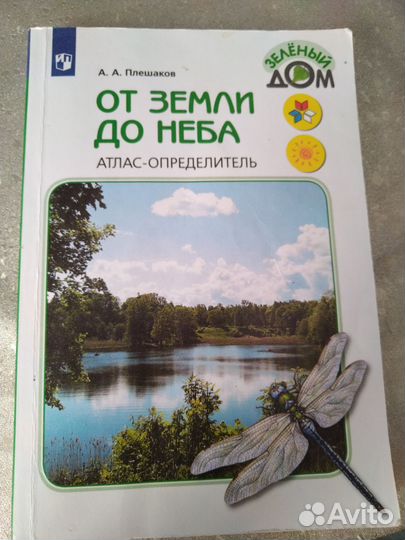 А. А. Плешаков
ЗЕЛЁНЫЙ
ДОМ
ОТ ЗЕМЛИ
ДО НЕБА
АТЛАС-ОПРЕДЕЛИТЕЛЬ
Avito